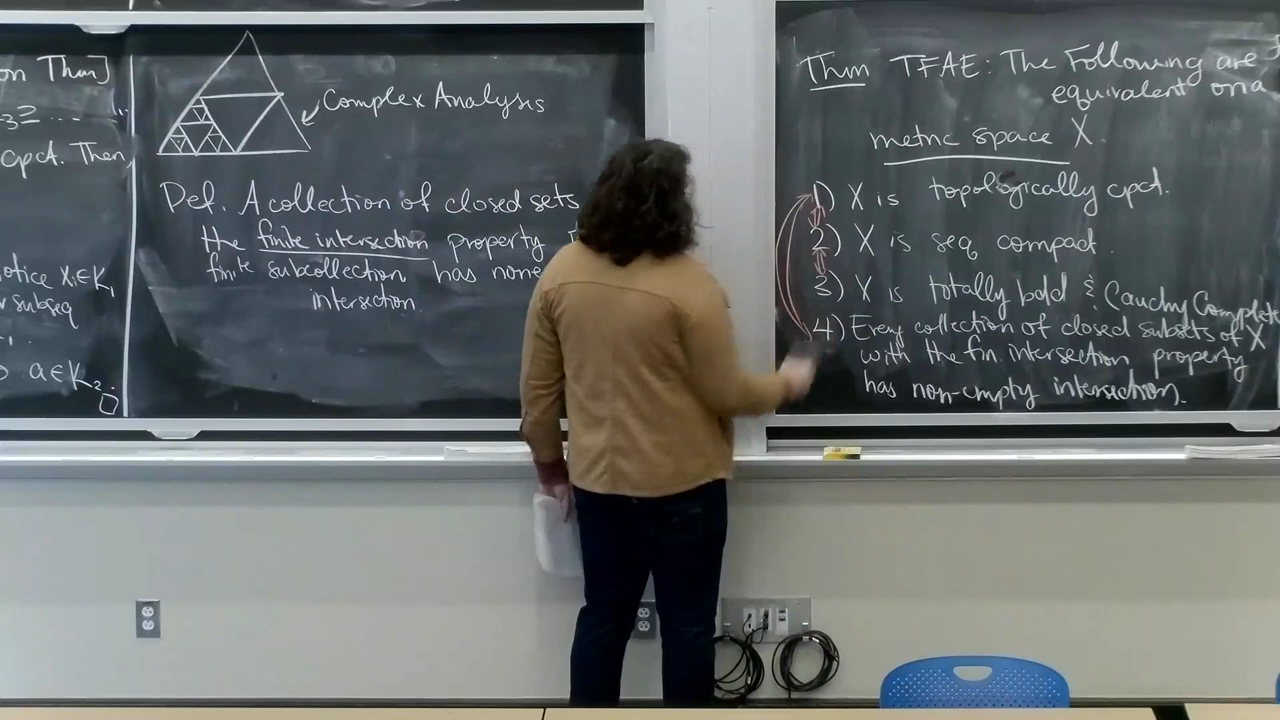 on Thm]
3⊇ ....
cpct. Then,
notice x₁∈K₁
subseq
a∈K₂.
□
Complex Analysis
Def. A collection of closed sets
the finite intersection property
finite subcollection has none
intersection.
Thm TFAE: The Following are
equivalent on a
metric space X.
1) X is topologically cpct.
2) X is seq compact.
3) X is totally bdd & Cauchy Complete
4) Every collection of closed subsets of X
with the fin. intersection property
has non-empty intersection.